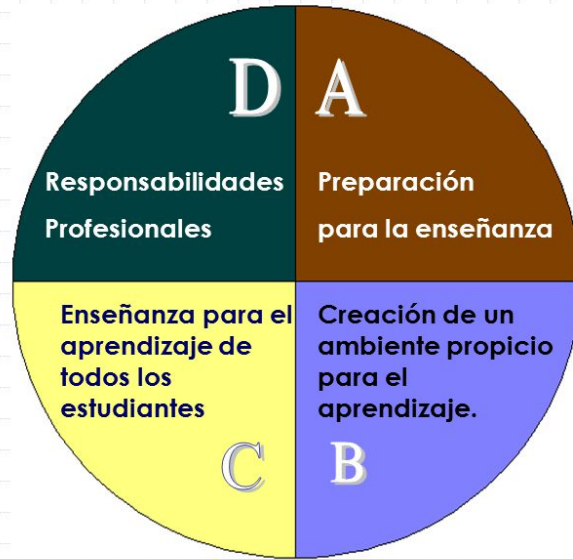 D
Responsabilidades
Profesionales
A
Preparación
para la enseñanza
Enseñanza para el
aprendizaje de
todos los
estudiantes
C
Creación de un
ambiente propicio
para el
aprendizaje.
B